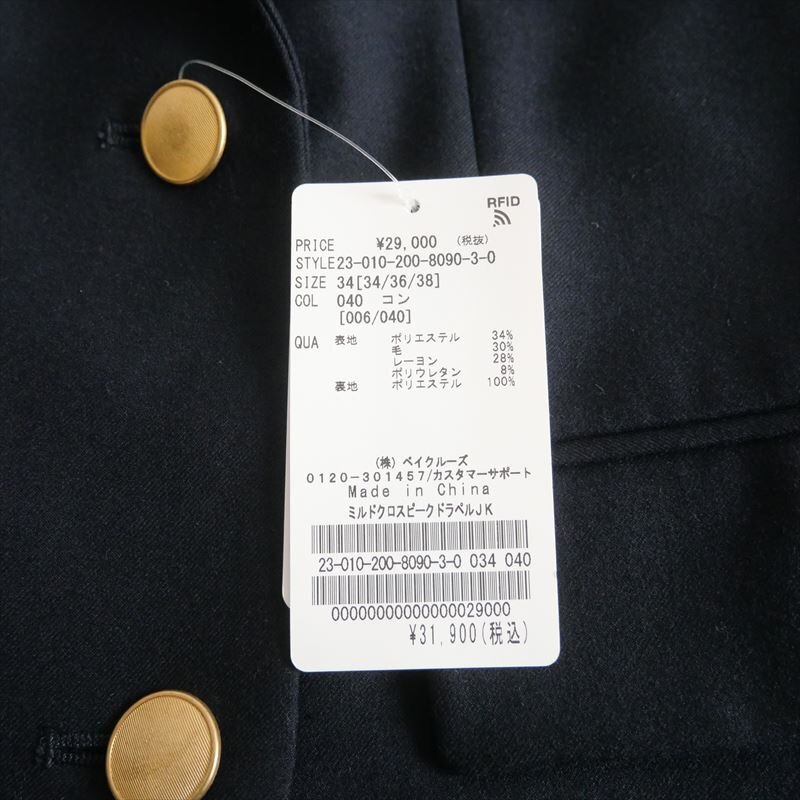 RFID
PRICE ¥29,000 (税抜)
STYLE23-010-200-8090-3-0
SIZE 34[34/36/38]
COL 040 コン
[006/040]
QUA 表地 ポリエステル 34%
毛 30%
レーヨン 28%
ポリウレタン 8%
裏地 ポリエステル 100%
(株) ベイクルーズ
0120-301457/カスタマーサポート
Made in China
ミルドクロスピークドラペルJK
23-010-200-8090-3-0 034 040
00000000000000029000
¥31,900(税込)